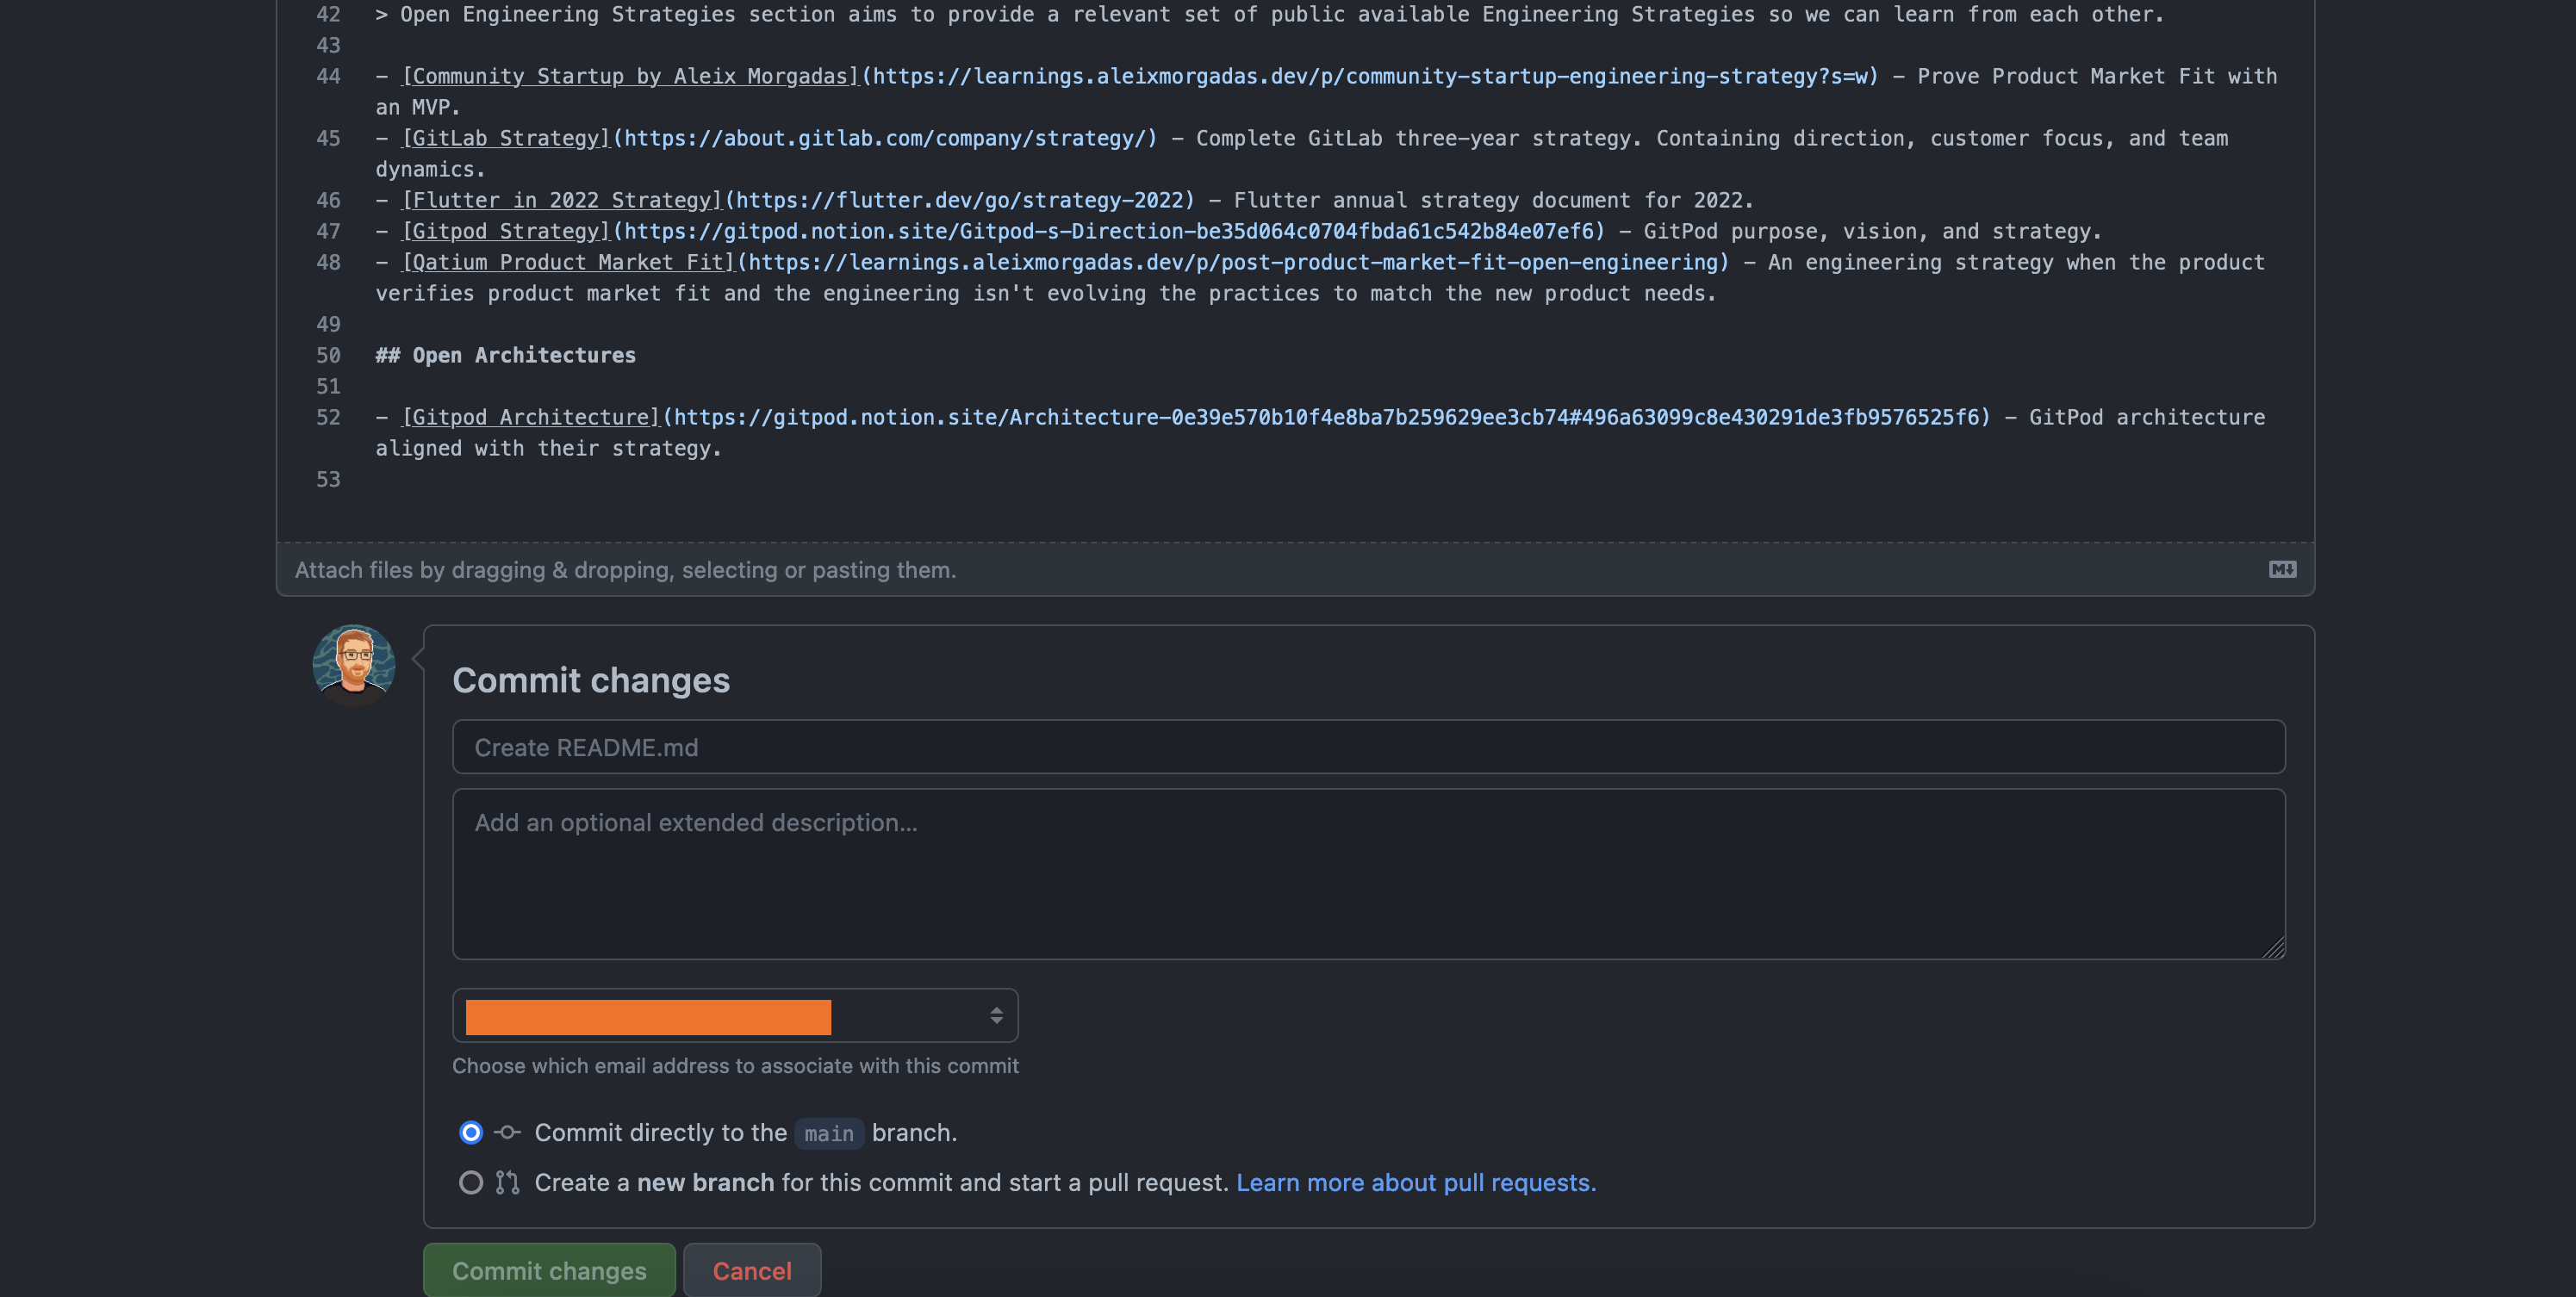 42 > Open Engineering Strategies section aims to provide a relevant set of public available Engineering Strategies so we can learn from each other.
43
44 - [Community Startup by Aleix Morgadas](https://learnings.aleixmorgadas.dev/p/community-startup-engineering-strategy?s=w) - Prove Product Market Fit with
an MVP.
45 - [GitLab Strategy](https://about.gitlab.com/company/strategy/) - Complete GitLab three-year strategy. Containing direction, customer focus, and team
dynamics.
46 - [Flutter in 2022 Strategy](https://flutter.dev/go/strategy-2022) - Flutter annual strategy document for 2022.
47 - [Gitpod Strategy](https://gitpod.notion.site/Gitpod-s-Direction-be35d064c0704fbda61c542b84e07ef6) - GitPod purpose, vision, and strategy.
48 - [Qatium Product Market Fit](https://learnings.aleixmorgadas.dev/p/post-product-market-fit-open-engineering) - An engineering strategy when the product
verifies product market fit and the engineering isn't evolving the practices to match the new product needs.
49
50 ## Open Architectures
51
52 - [Gitpod Architecture](https://gitpod.notion.site/Architecture-0e39e570b10f4e8ba7b259629ee3cb74#496a63099c8e430291de3fb9576525f6) - GitPod architecture
aligned with their strategy.
53
Attach files by dragging & dropping, selecting or pasting them.
M↓
Commit changes
Create README.md
Add an optional extended description...
Choose which email address to associate with this commit
Commit directly to the main branch.
Create a new branch for this commit and start a pull request. Learn more about pull requests.
Commit changes Cancel